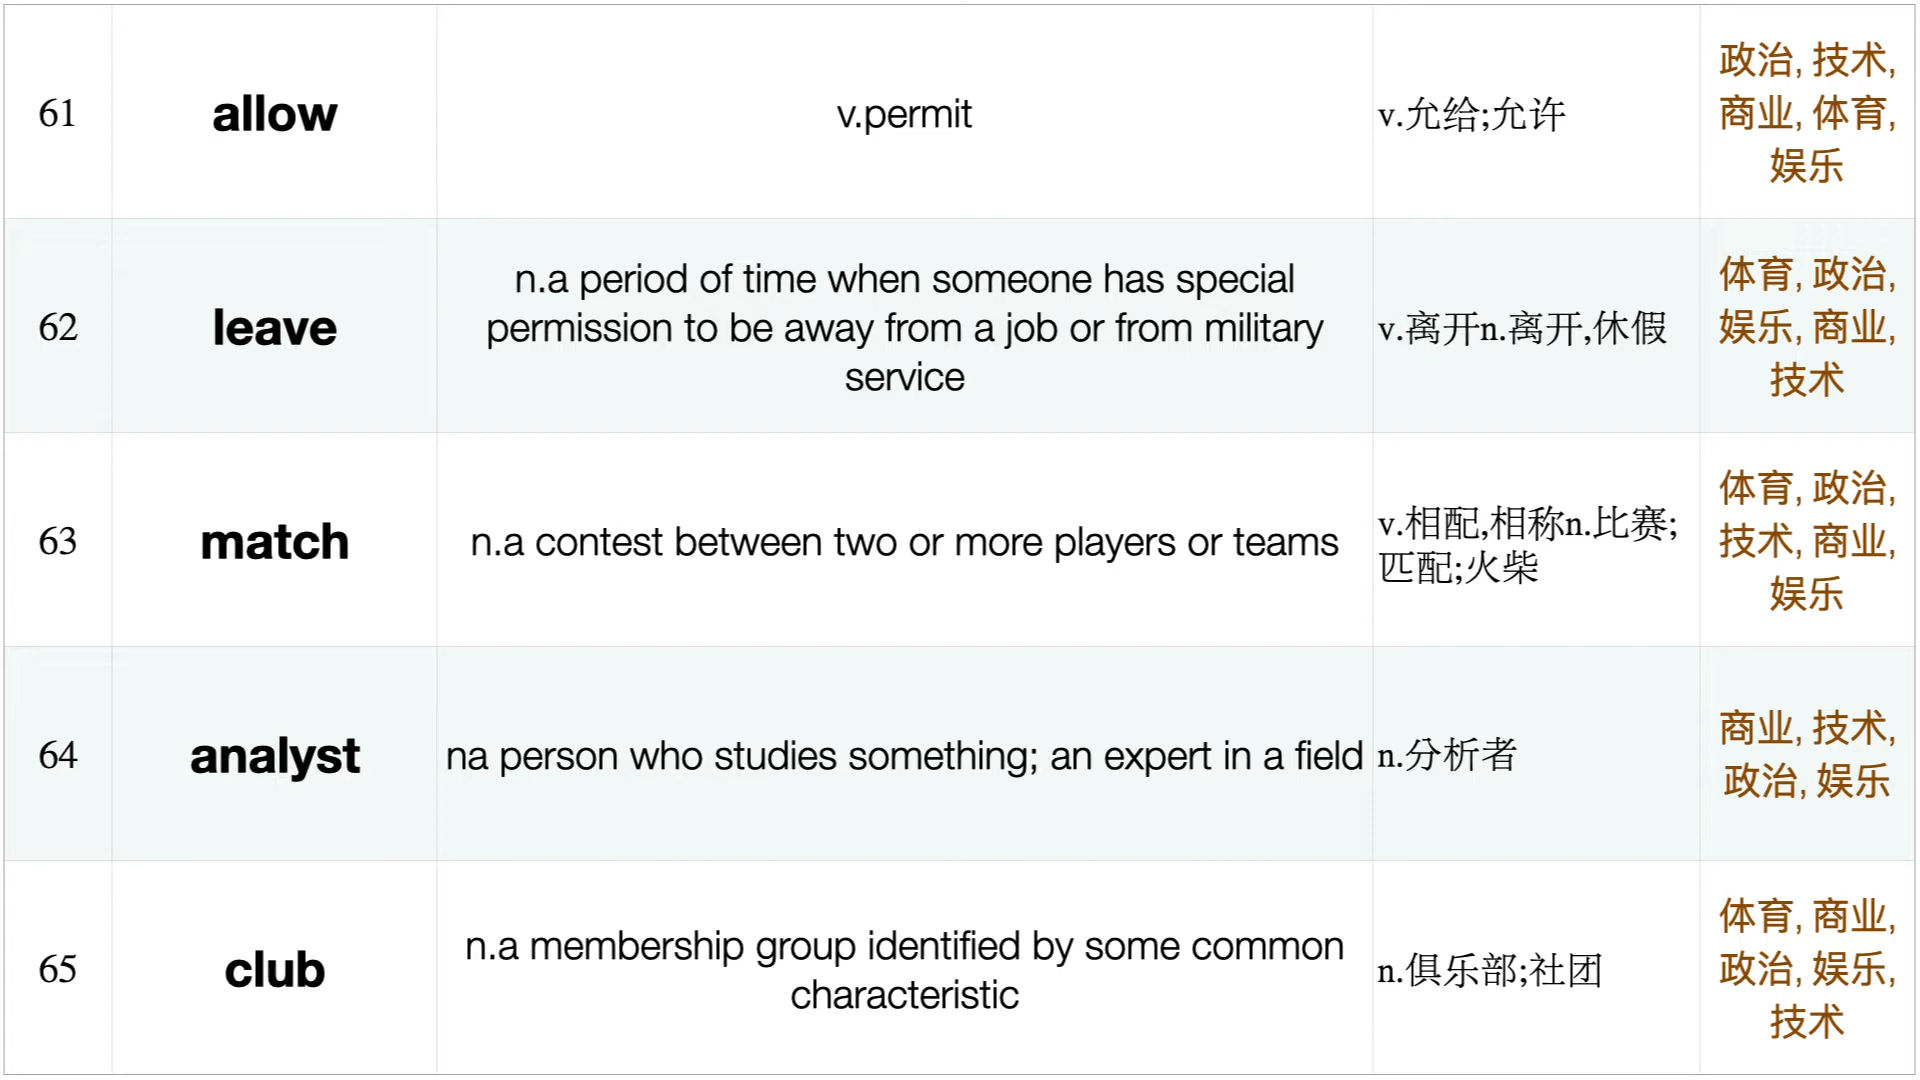 61
allow
v.permit
v.允给;允许
政治, 技术,
商业, 体育,
娱乐
62
leave
n.a period of time when someone has special
permission to be away from a job or from military
service
v.离开n.离开,休假
体育, 政治,
娱乐, 商业,
技术
63
match
n.a contest between two or more players or teams
v.相配,相称n.比赛;
匹配;火柴
体育, 政治,
技术, 商业,
娱乐
64
analyst
na person who studies something; an expert in a field
n.分析者
商业, 技术,
政治, 娱乐
65
club
n.a membership group identified by some common
characteristic
n.俱乐部;社团
体育, 商业,
政治, 娱乐,
技术